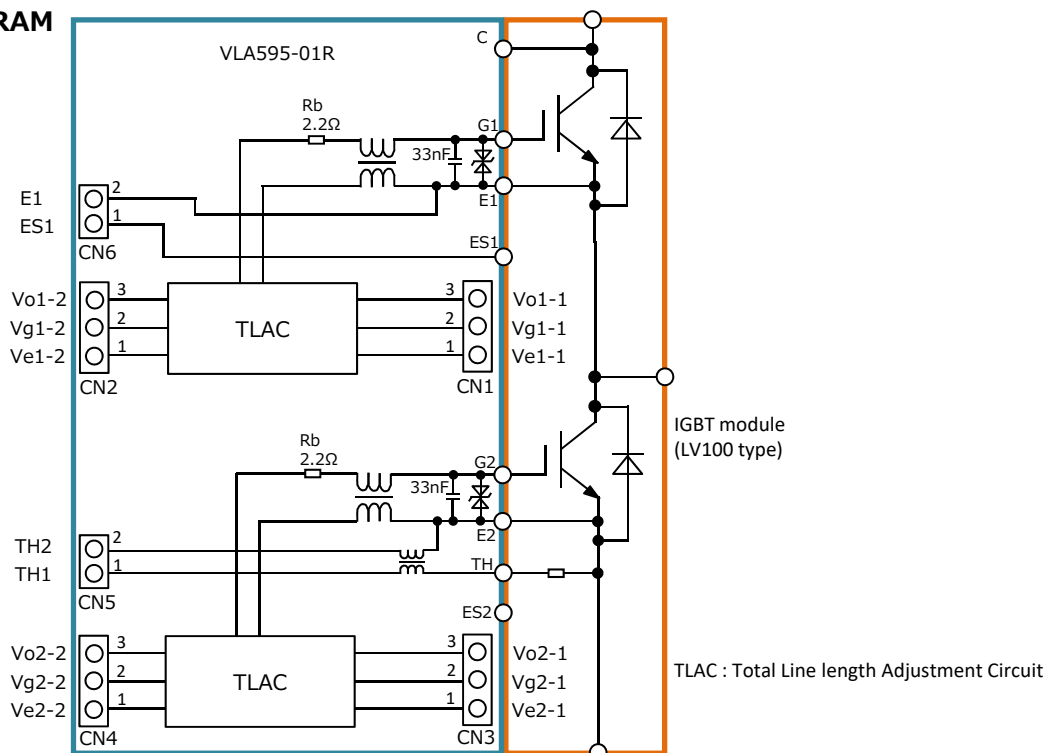 RAM
VLA595-01R
C
Rb
2.2Ω
G1
33nF
E1
E1
2
ES1
1
CN6
ES1
Vo1-2
3
Vg1-2
2
Ve1-2
1
CN2
TLAC
3
Vo1-1
2
Vg1-1
1
Ve1-1
CN1
IGBT module
(LV100 type)
Rb
2.2Ω
G2
33nF
E2
TH2
2
TH1
1
CN5
TH
ES2
Vo2-2
3
Vg2-2
2
Ve2-2
1
CN4
TLAC
3
Vo2-1
2
Vg2-1
1
Ve2-1
CN3
TLAC : Total Line length Adjustment Circuit